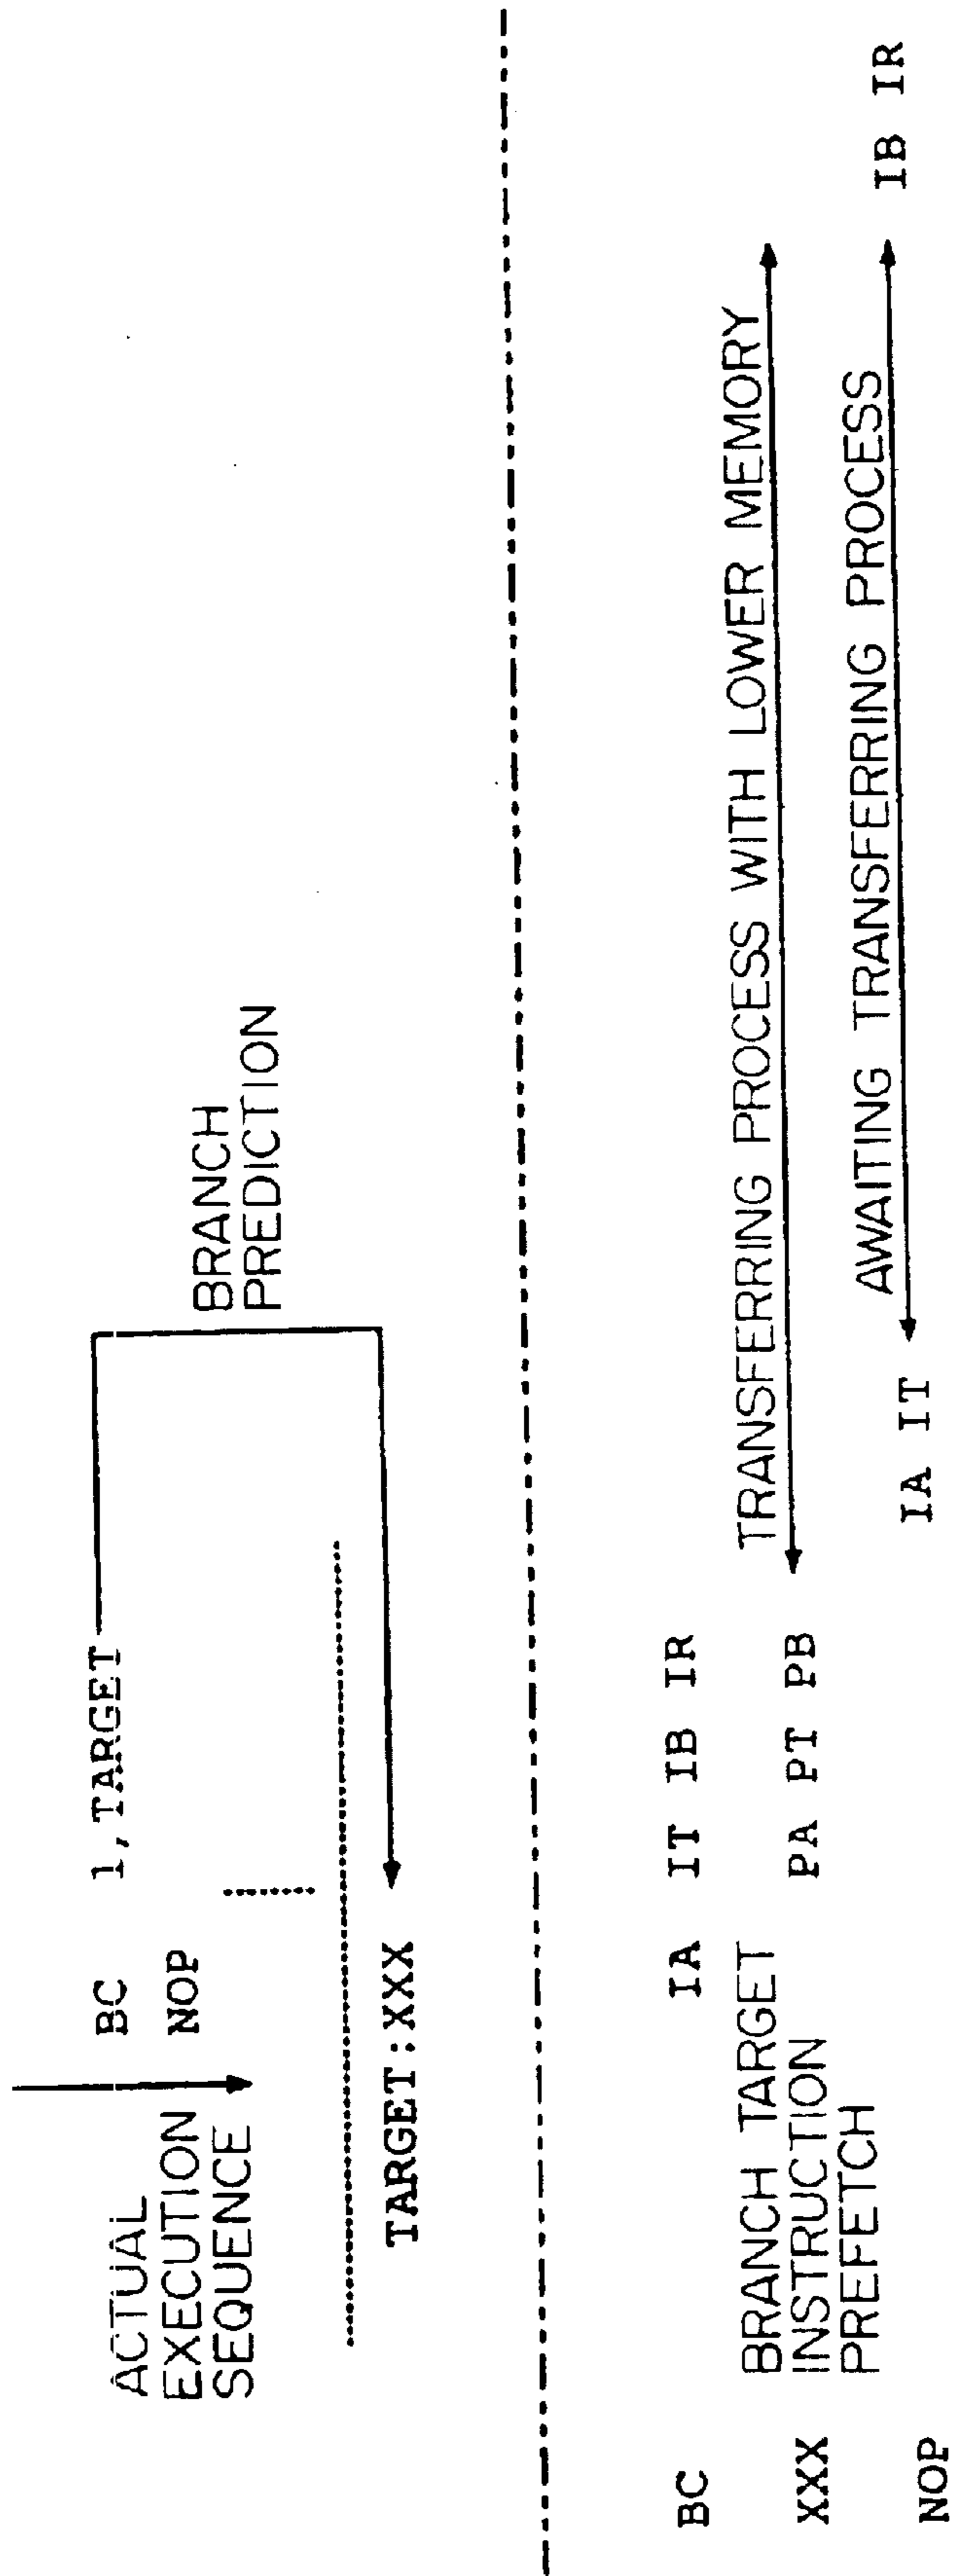 ACTUAL
EXECUTION
SEQUENCE
BC 1,TARGET
NOP
BRANCH
PREDICTION
TARGET:XXX
BC IA IT IB IR
BRANCH TARGET
INSTRUCTION
PREFETCH
XXX PA PT PB TRANSFERRING PROCESS WITH LOWER MEMORY
NOP IA IT AWAITING TRANSFERRING PROCESS IB IR